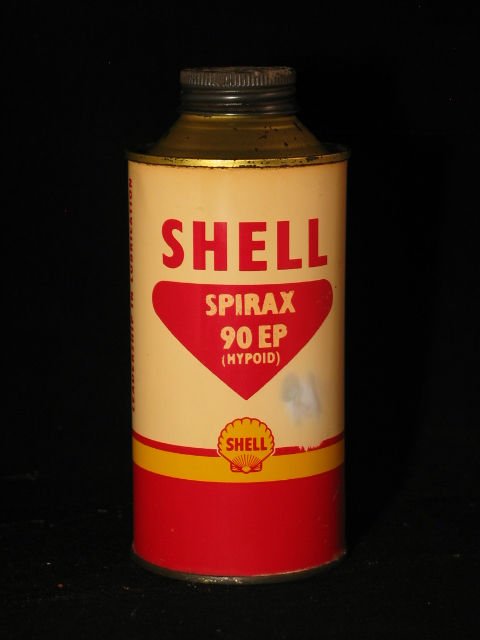 SHELL
SPIRAX
90 EP
(HYPOID)
SHELL